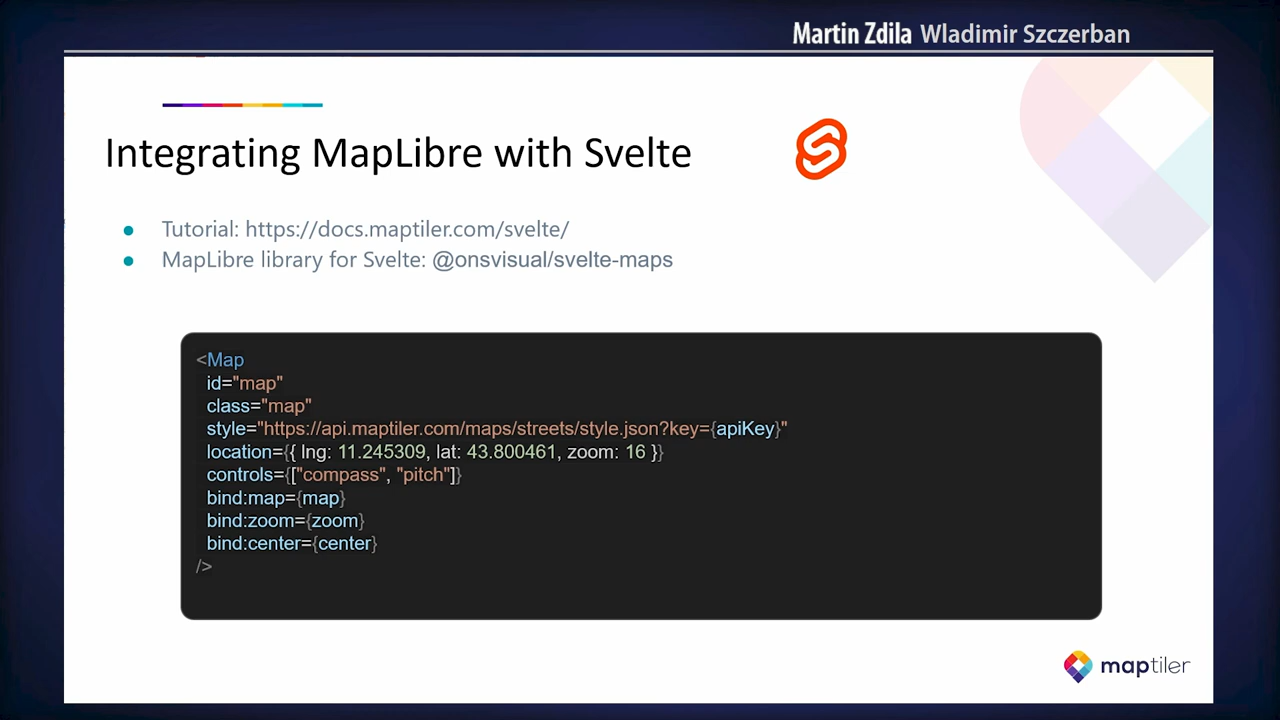 Martin Zdila Wladimir Szczerban
Integrating MapLibre with Svelte
● Tutorial: https://docs.maptiler.com/svelte/
● MapLibre library for Svelte: @onsvisual/svelte-maps
<Map
id="map"
class="map"
style="https://api.maptiler.com/maps/streets/style.json?key={apiKey}"
location={{ lng: 11.245309, lat: 43.800461, zoom: 16 }}
controls={["compass", "pitch"]}
bind:map={map}
bind:zoom={zoom}
bind:center={center}
/>
maptiler